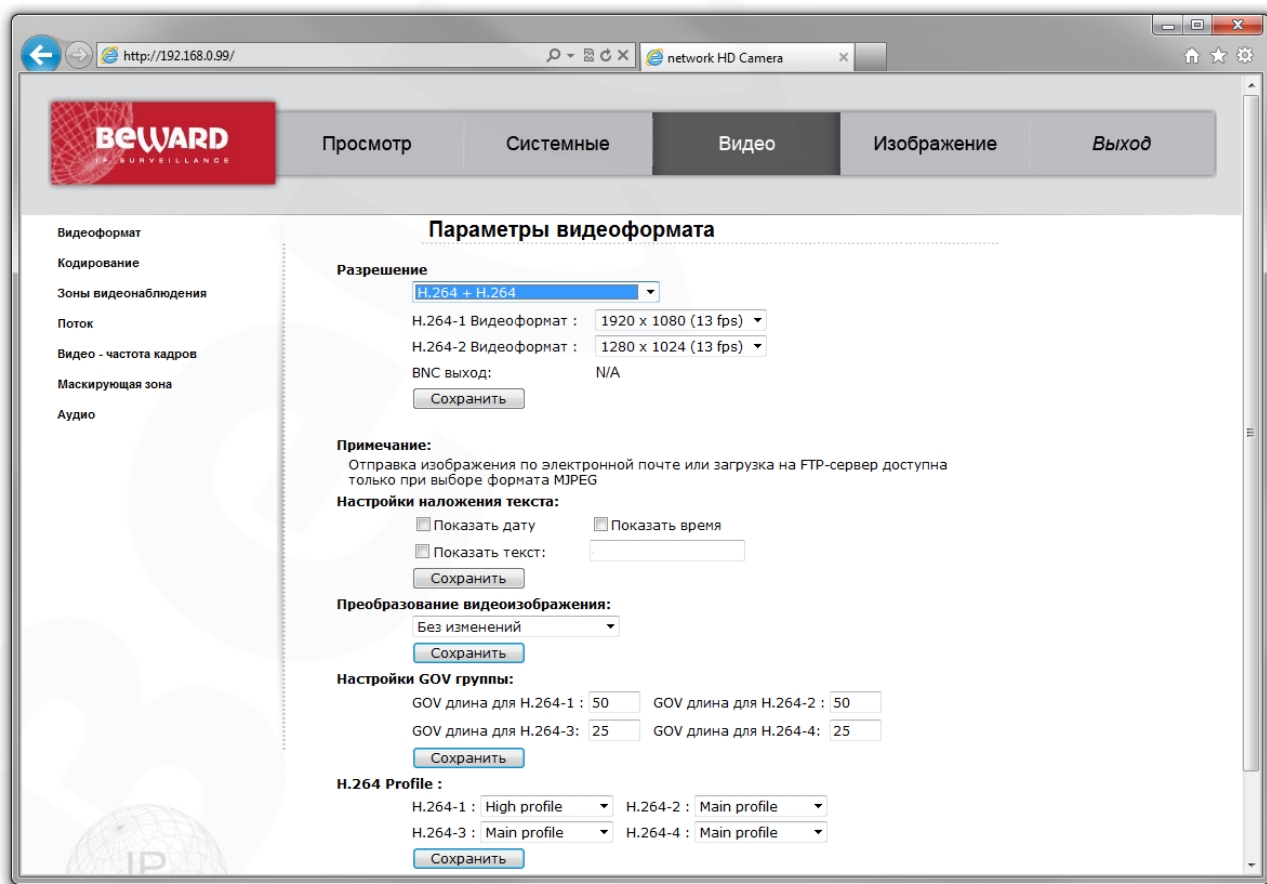 http://192.168.0.99/
network HD Camera
BEWARD
IP SURVEILLANCE
Просмотр
Системные
Видео
Изображение
Выход
Видеоформат
Кодирование
Зоны видеонаблюдения
Поток
Видео - частота кадров
Маскирующая зона
Аудио
Параметры видеоформата
Разрешение
H.264 + H.264
H.264-1 Видеоформат : 1920 x 1080 (13 fps)
H.264-2 Видеоформат : 1280 x 1024 (13 fps)
BNC выход: N/A
Сохранить
Примечание:
Отправка изображения по электронной почте или загрузка на FTP-сервер доступна
только при выборе формата MJPEG
Настройки наложения текста:
Показать дату Показать время
Показать текст:
Сохранить
Преобразование видеоизображения:
Без изменений
Сохранить
Настройки GOV группы:
GOV длина для H.264-1 : 50 GOV длина для H.264-2 : 50
GOV длина для H.264-3: 25 GOV длина для H.264-4: 25
Сохранить
H.264 Profile :
H.264-1 : High profile H.264-2 : Main profile
H.264-3 : Main profile H.264-4 : Main profile
Сохранить
IP